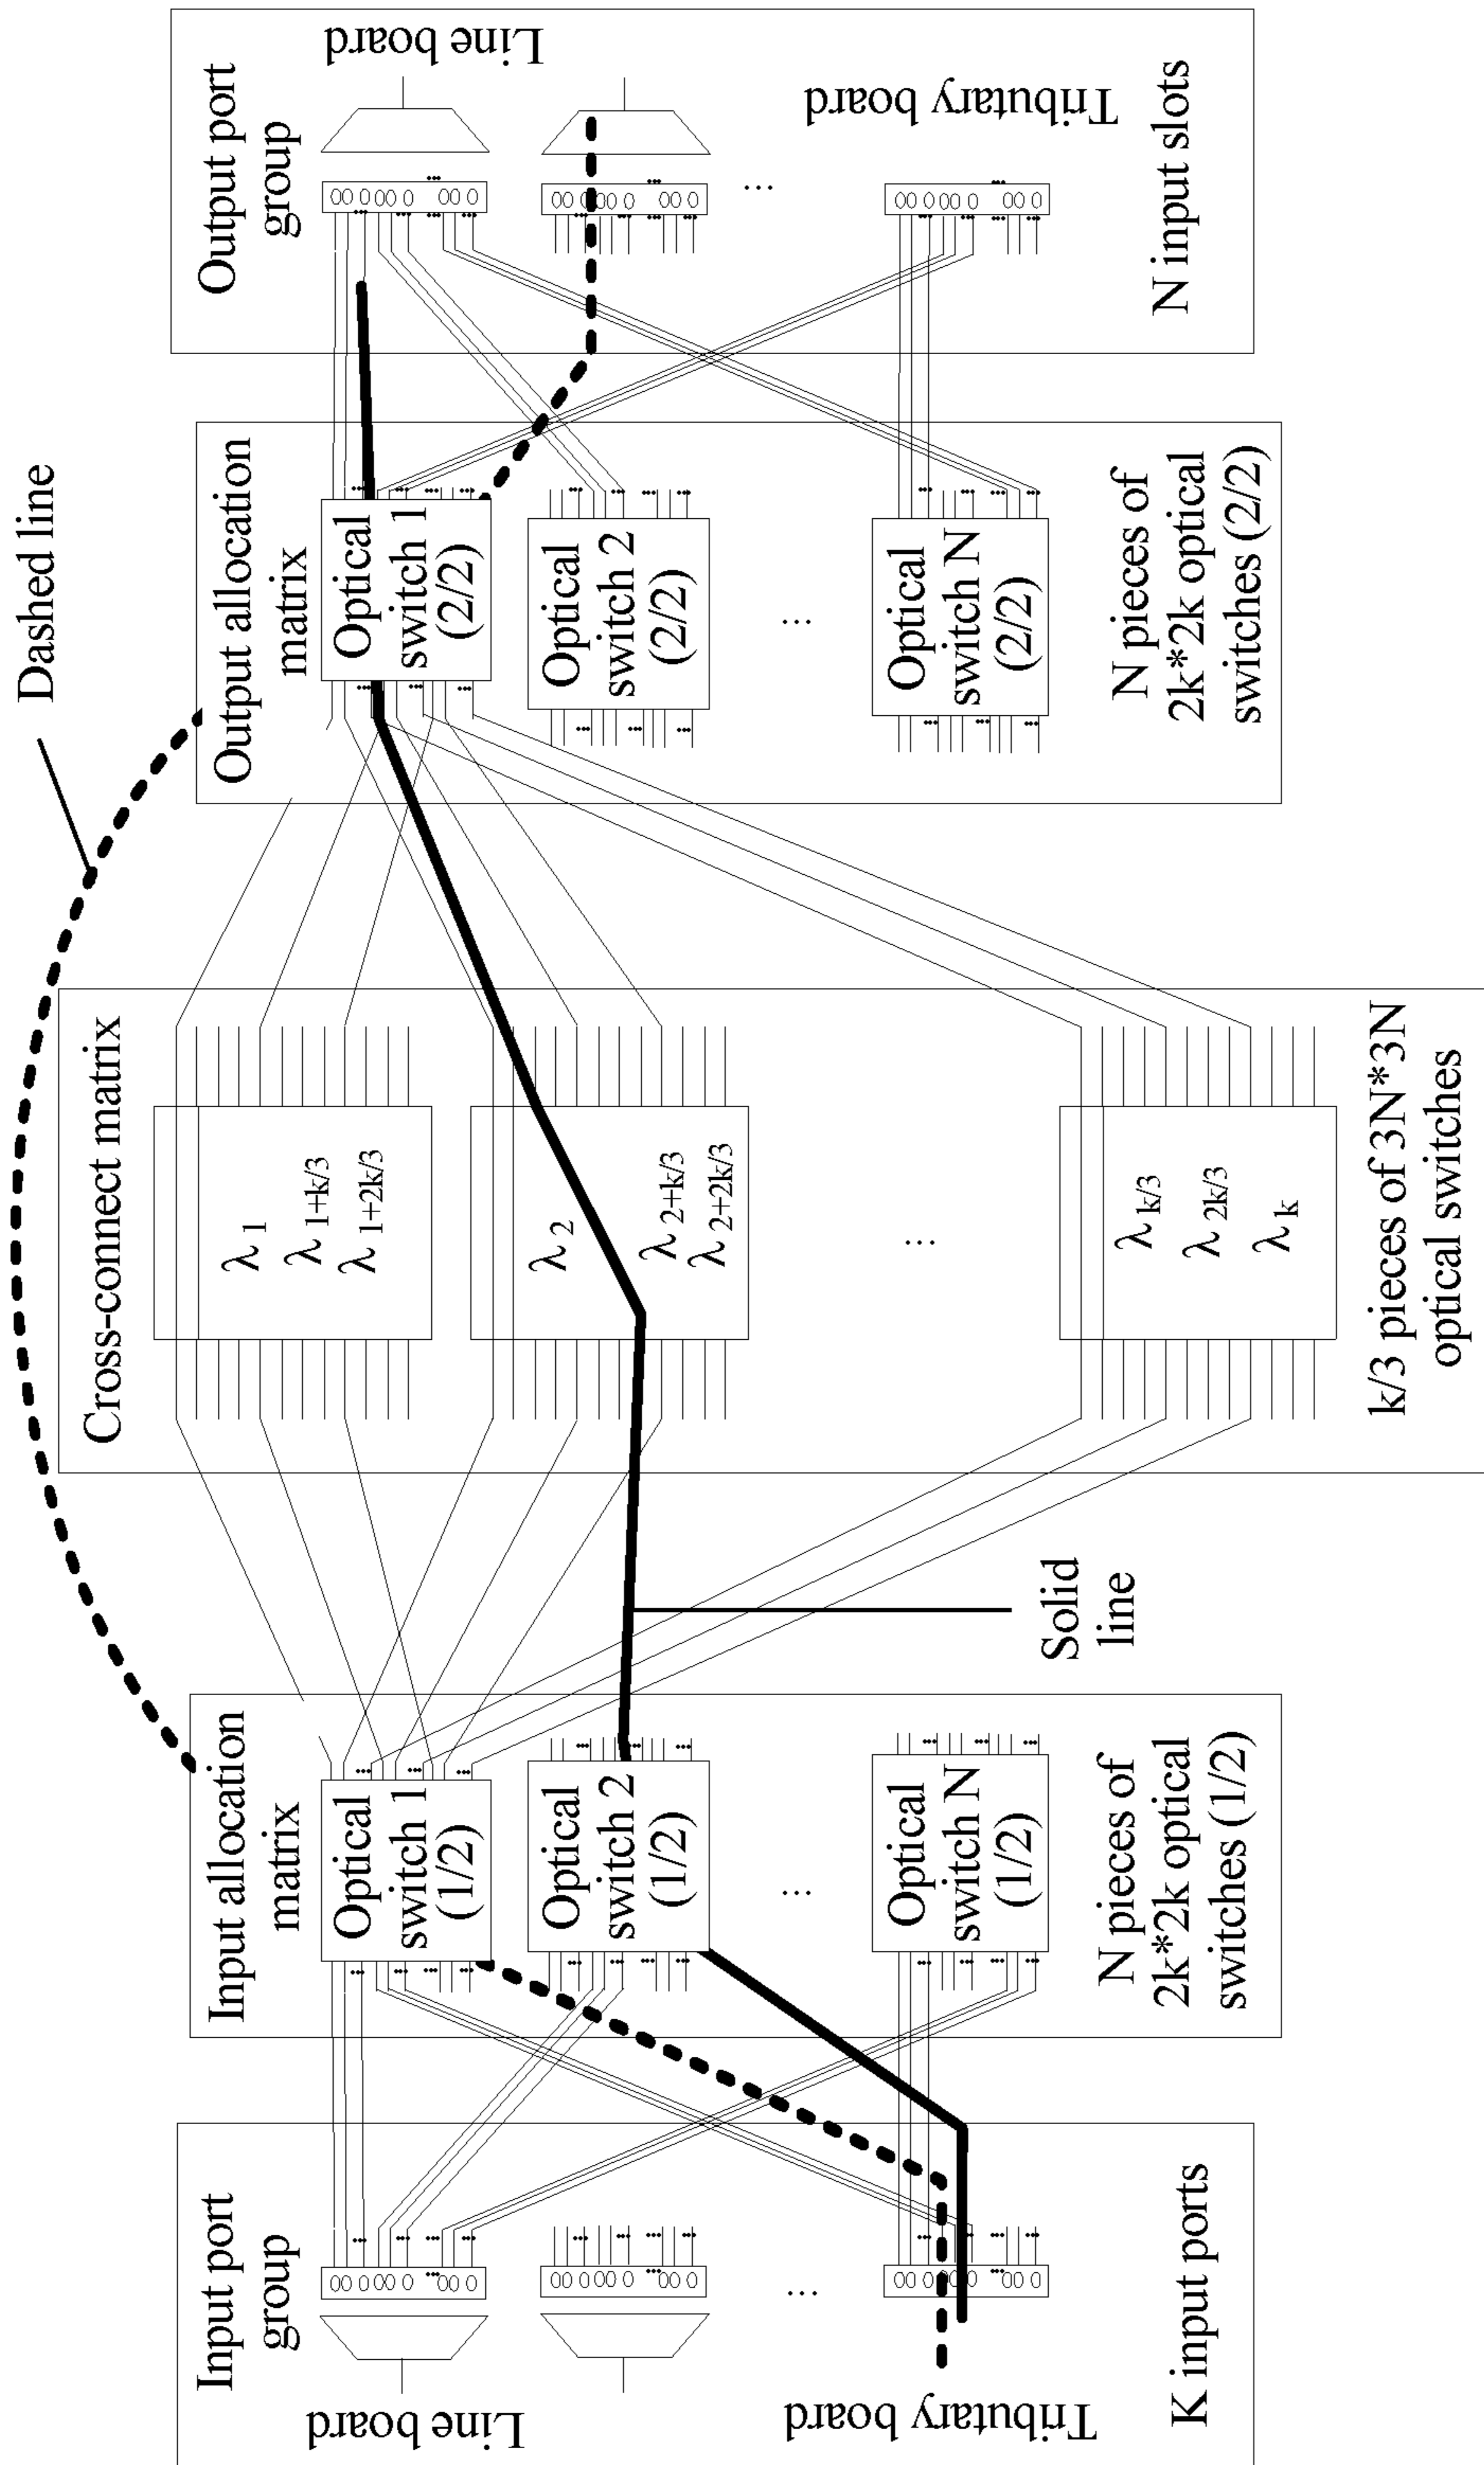 Dashed line
Input port
group
Line board
Tributary board
K input ports
Input allocation
matrix
Optical
switch 1
(1/2)
Optical
switch 2
(1/2)
...
Optical
switch N
(1/2)
N pieces of
2k*2k optical
switches (1/2)
Solid
line
Cross-connect matrix
λ1
λ1+k/3
λ1+2k/3
λ2
λ2+k/3
λ2+2k/3
...
λk/3
λ2k/3
λk
k/3 pieces of 3N*3N
optical switches
Output allocation
matrix
Optical
switch 1
(2/2)
Optical
switch 2
(2/2)
...
Optical
switch N
(2/2)
N pieces of
2k*2k optical
switches (2/2)
Output port
group
Line board
Tributary board
N input slots